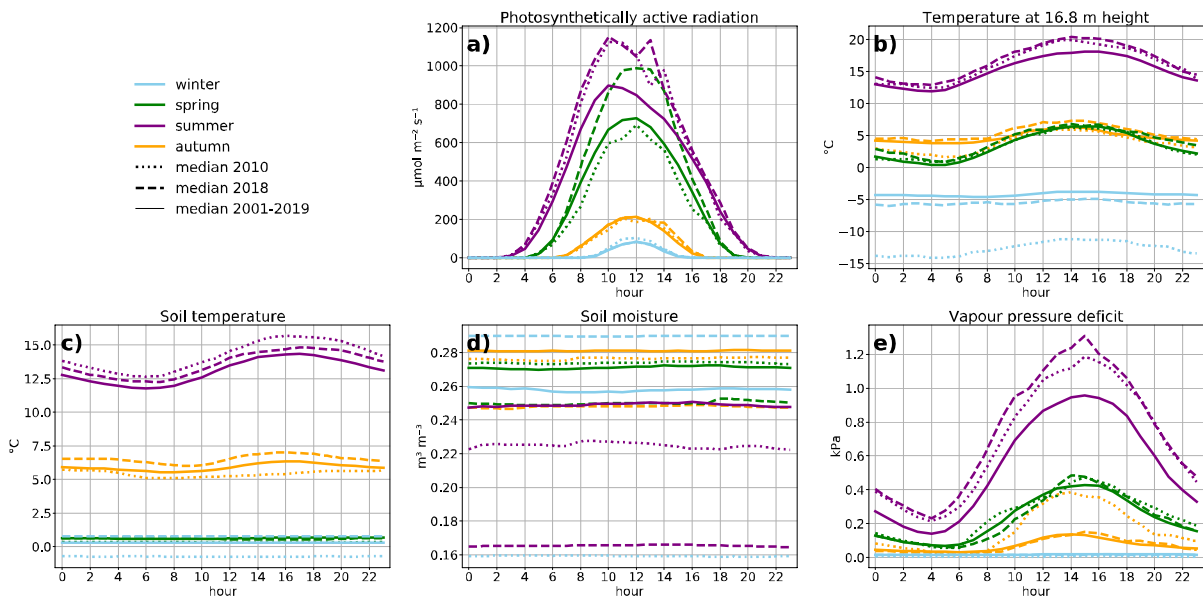 Photosynthetically active radiation
a)
1200
1000
800
600
400
200
0
μmol m⁻² s⁻¹
0 2 4 6 8 10 12 14 16 18 20 22
hour
Temperature at 16.8 m height
b)
20
15
10
5
0
−5
−10
−15
°C
0 2 4 6 8 10 12 14 16 18 20 22
hour
winter
spring
summer
autumn
median 2010
median 2018
median 2001-2019
Soil temperature
c)
15.0
12.5
10.0
7.5
5.0
2.5
0.0
°C
0 2 4 6 8 10 12 14 16 18 20 22
hour
Soil moisture
d)
0.28
0.26
0.24
0.22
0.20
0.18
0.16
m³ m⁻³
0 2 4 6 8 10 12 14 16 18 20 22
hour
Vapour pressure deficit
e)
1.2
1.0
0.8
0.6
0.4
0.2
0.0
kPa
0 2 4 6 8 10 12 14 16 18 20 22
hour